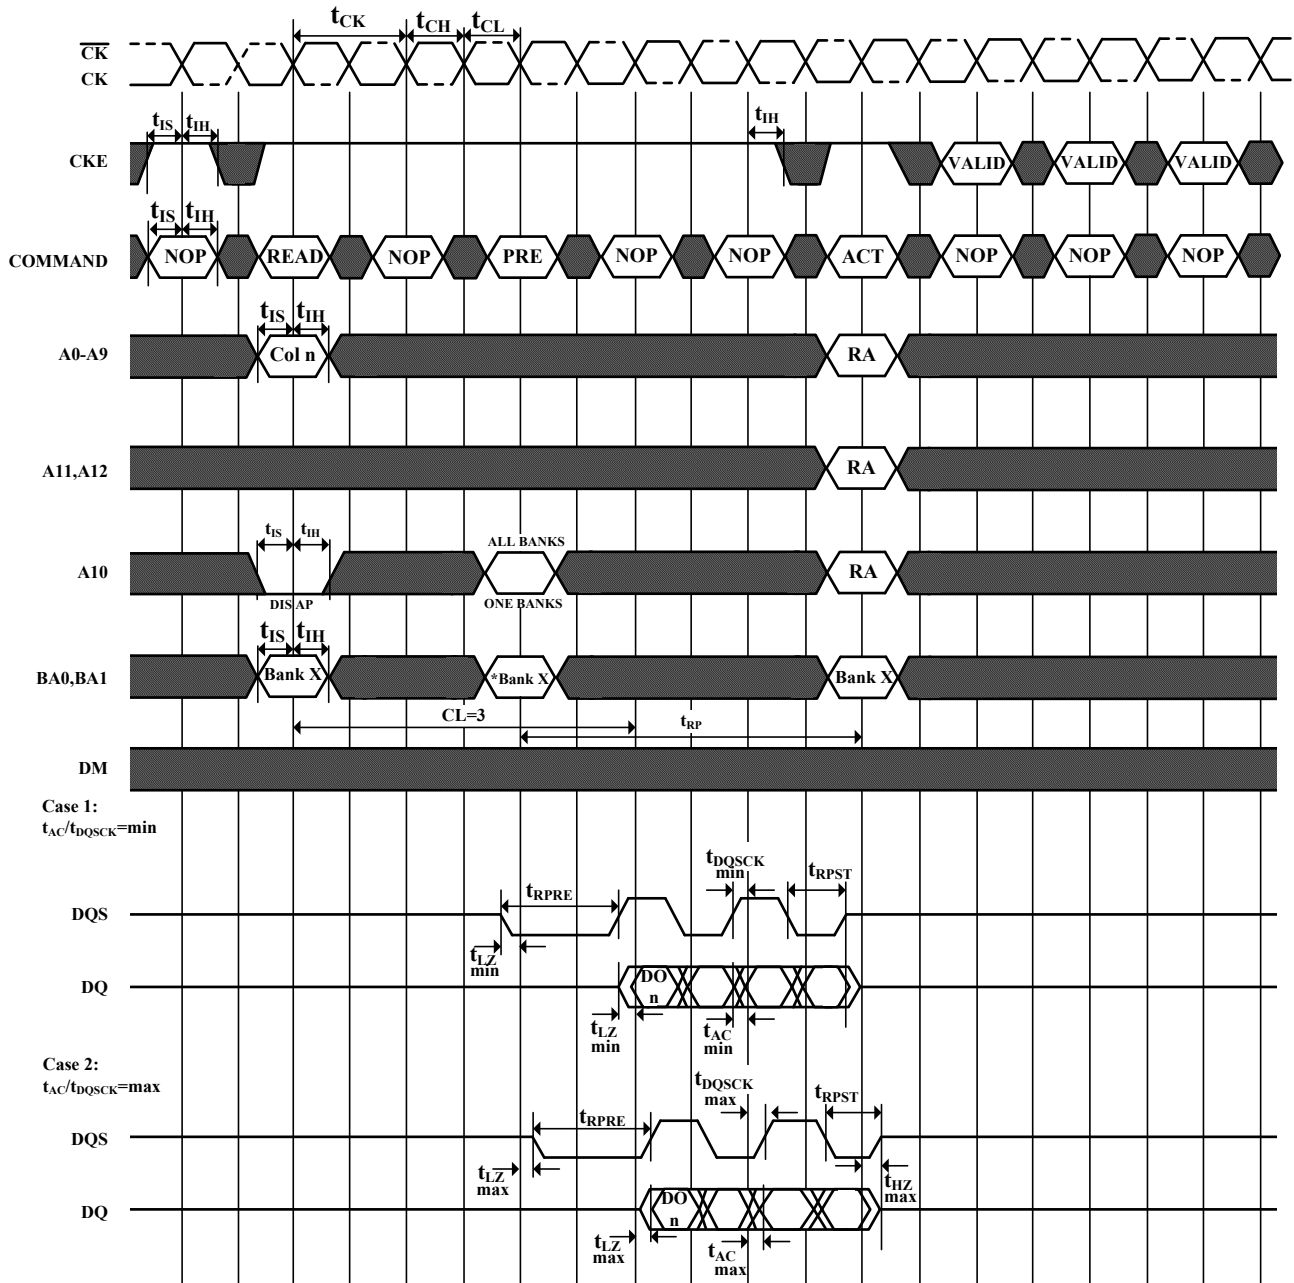 tCK tCH tCL
CK
CK
tIS tIH tIH
CKE VALID VALID VALID
tIS tIH
COMMAND NOP READ NOP PRE NOP NOP ACT NOP NOP NOP
tIS tIH
A0-A9 Col n RA
A11,A12 RA
tIS tIH ALL BANKS
A10 RA
DIS AP ONE BANKS
tIS tIH
BA0,BA1 Bank X *Bank X Bank X
CL=3 tRP
DM
Case 1:
tAC/tDQSCK=min
tDQSCK min tRPST
tRPRE
DQS
tLZ min
DQ DO n
tLZ min tAC min
Case 2:
tAC/tDQSCK=max
tDQSCK max tRPST
tRPRE
DQS
tLZ max tHZ max
DQ DO n
tLZ max tAC max